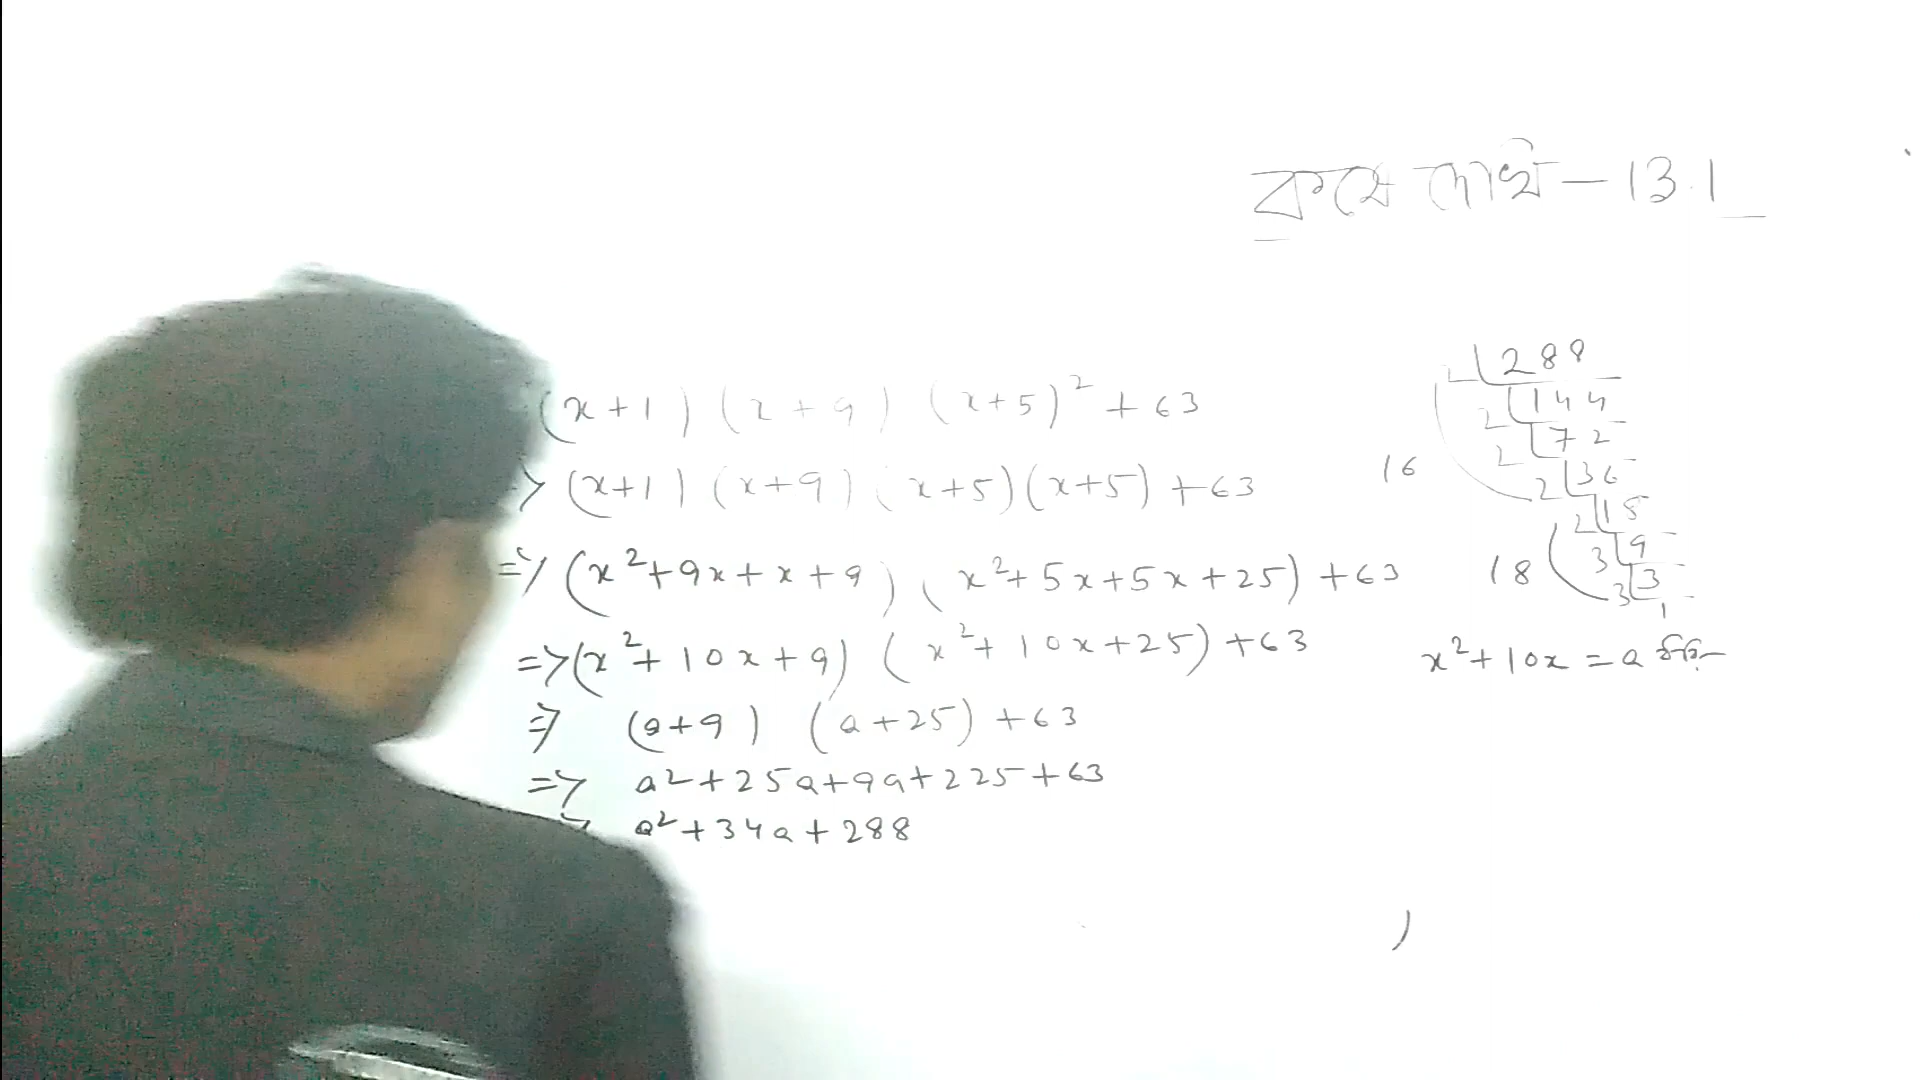 কষে দেখি – 13.1
(x+1) (x+9) (x+5)² + 63
=> (x+1) (x+9) (x+5)(x+5) + 63
=> (x²+9x+x+9) (x²+5x+5x+25) + 63
=> (x²+10x+9) (x²+10x+25) + 63
=> (a+9) (a+25) + 63
=> a²+25a+9a+225+63
=> a²+34a+288
2 288
2 144
2 72
2 36
2 18
3 9
3 3
1
16
18
x²+10x = a ধরি